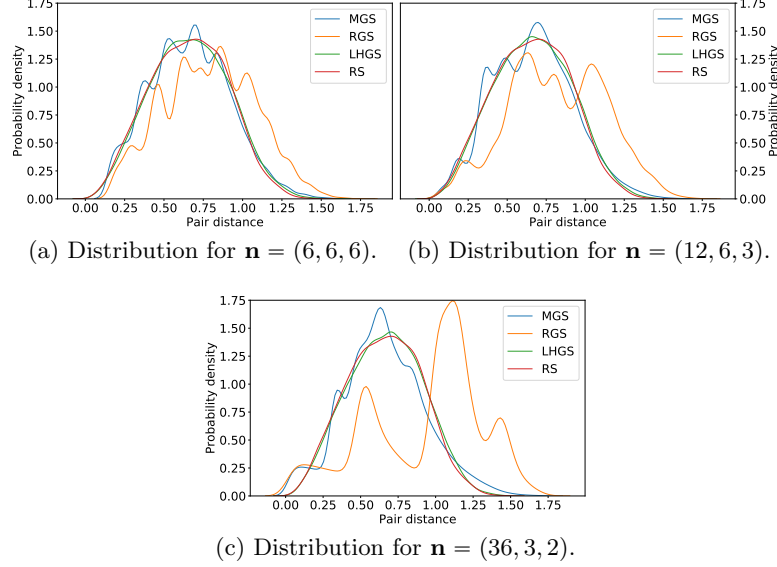 1.75
1.50
1.25
1.00
0.75
0.50
0.25
0.00
Probability density
0.00 0.25 0.50 0.75 1.00 1.25 1.50 1.75
Pair distance
MGS
RGS
LHGS
RS
(a) Distribution for n = (6, 6, 6).
0.00 0.25 0.50 0.75 1.00 1.25 1.50 1.75
Pair distance
MGS
RGS
LHGS
RS
1.75
1.50
1.25
1.00
0.75
0.50
0.25
0.00
Probability density
(b) Distribution for n = (12, 6, 3).
1.75
1.50
1.25
1.00
0.75
0.50
0.25
0.00
Probability density
0.00 0.25 0.50 0.75 1.00 1.25 1.50 1.75
Pair distance
MGS
RGS
LHGS
RS
(c) Distribution for n = (36, 3, 2).